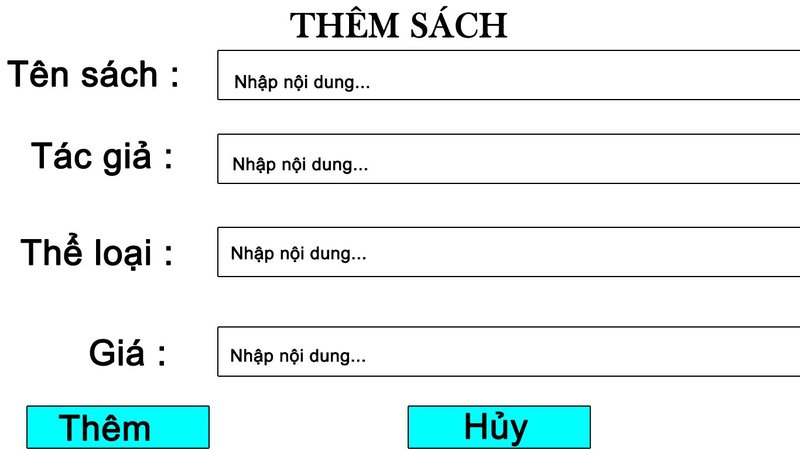 THÊM SÁCH
Tên sách : Nhập nội dung...
Tác giả : Nhập nội dung...
Thể loại : Nhập nội dung...
Giá : Nhập nội dung...
Thêm Hủy